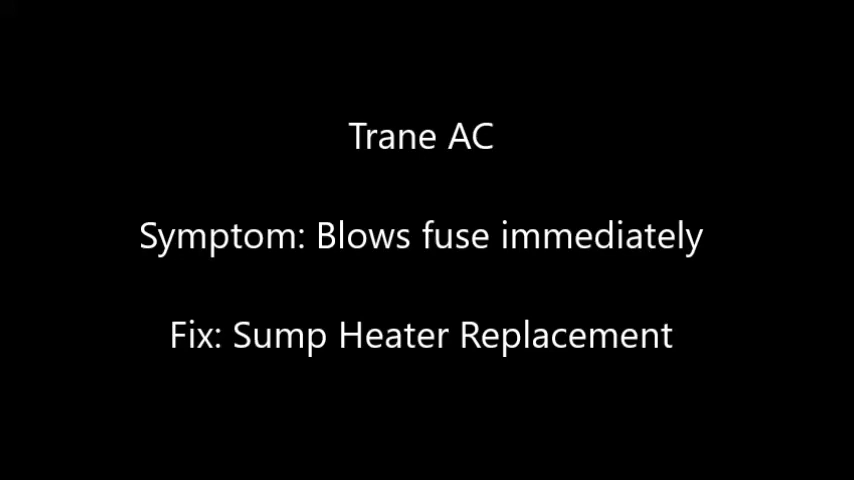 Trane AC
Symptom: Blows fuse immediately
Fix: Sump Heater Replacement